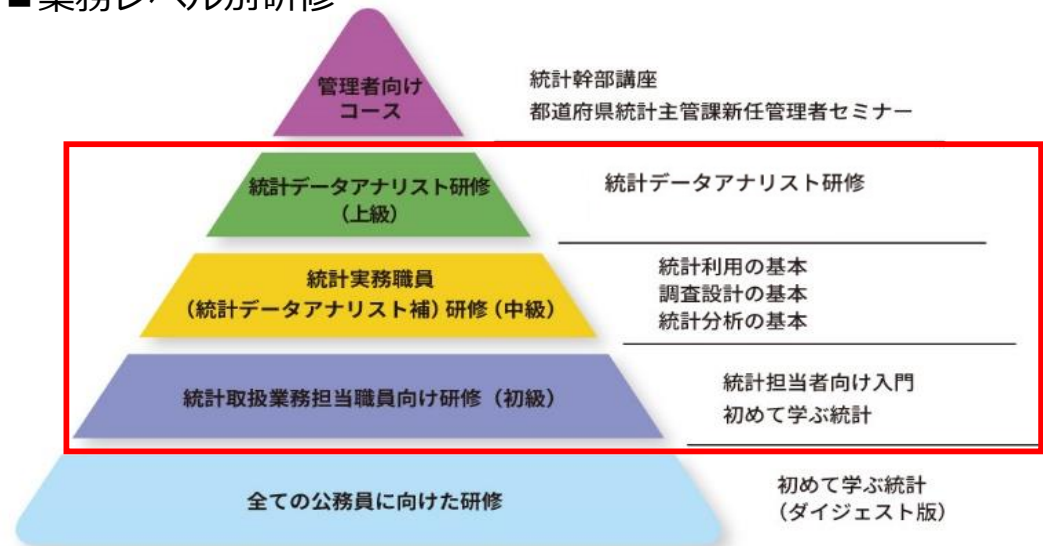 ■業務レベル別研修
管理者向け
コース
統計幹部講座
都道府県統計主管課新任管理者セミナー
統計データアナリスト研修
（上級）
統計データアナリスト研修
統計実務職員
（統計データアナリスト補）研修（中級）
統計利用の基本
調査設計の基本
統計分析の基本
統計取扱業務担当職員向け研修（初級）
統計担当者向け入門
初めて学ぶ統計
全ての公務員に向けた研修
初めて学ぶ統計
（ダイジェスト版）